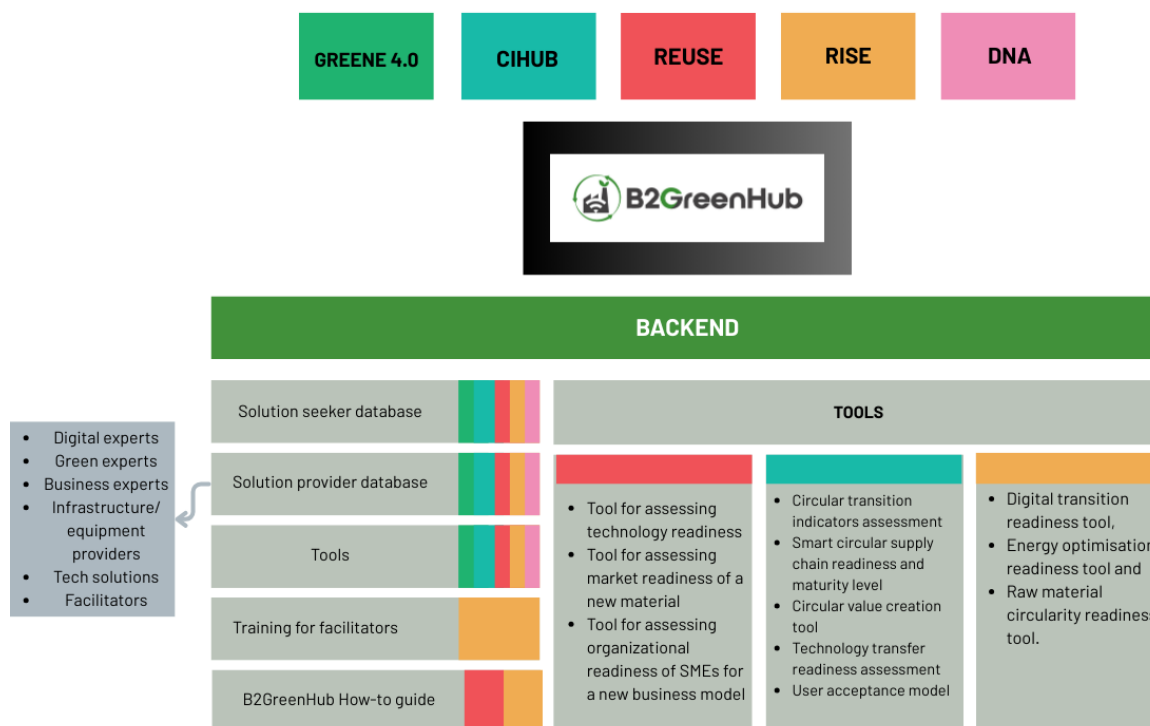 GREENE 4.0
CIHUB
REUSE
RISE
DNA
B2GreenHub
BACKEND
Solution seeker database
Solution provider database
Tools
Training for facilitators
B2GreenHub How-to guide
• Digital experts
• Green experts
• Business experts
• Infrastructure/
equipment
providers
• Tech solutions
• Facilitators
TOOLS
• Tool for assessing
technology readiness
• Tool for assessing
market readiness of a
new material
• Tool for assessing
organizational
readiness of SMEs for
a new business model
• Circular transition
indicators assessment
• Smart circular supply
chain readiness and
maturity level
• Circular value creation
tool
• Technology transfer
readiness assessment
• User acceptance model
• Digital transition
readiness tool,
• Energy optimisation
readiness tool and
• Raw material
circularity readiness
tool.